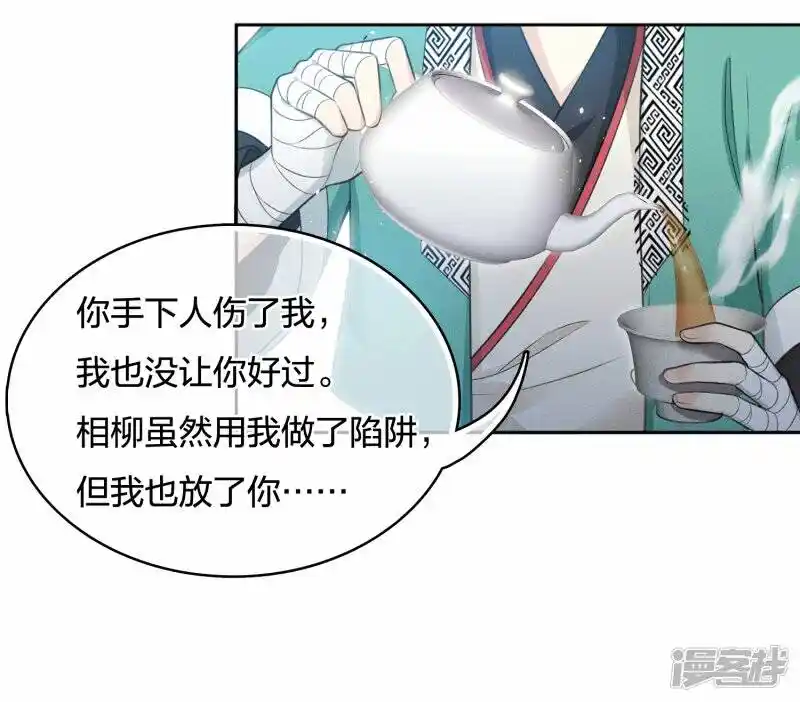 你手下人伤了我，
我也没让你好过。
相柳虽然用我做了陷阱，
但我也放了你……
漫客栈